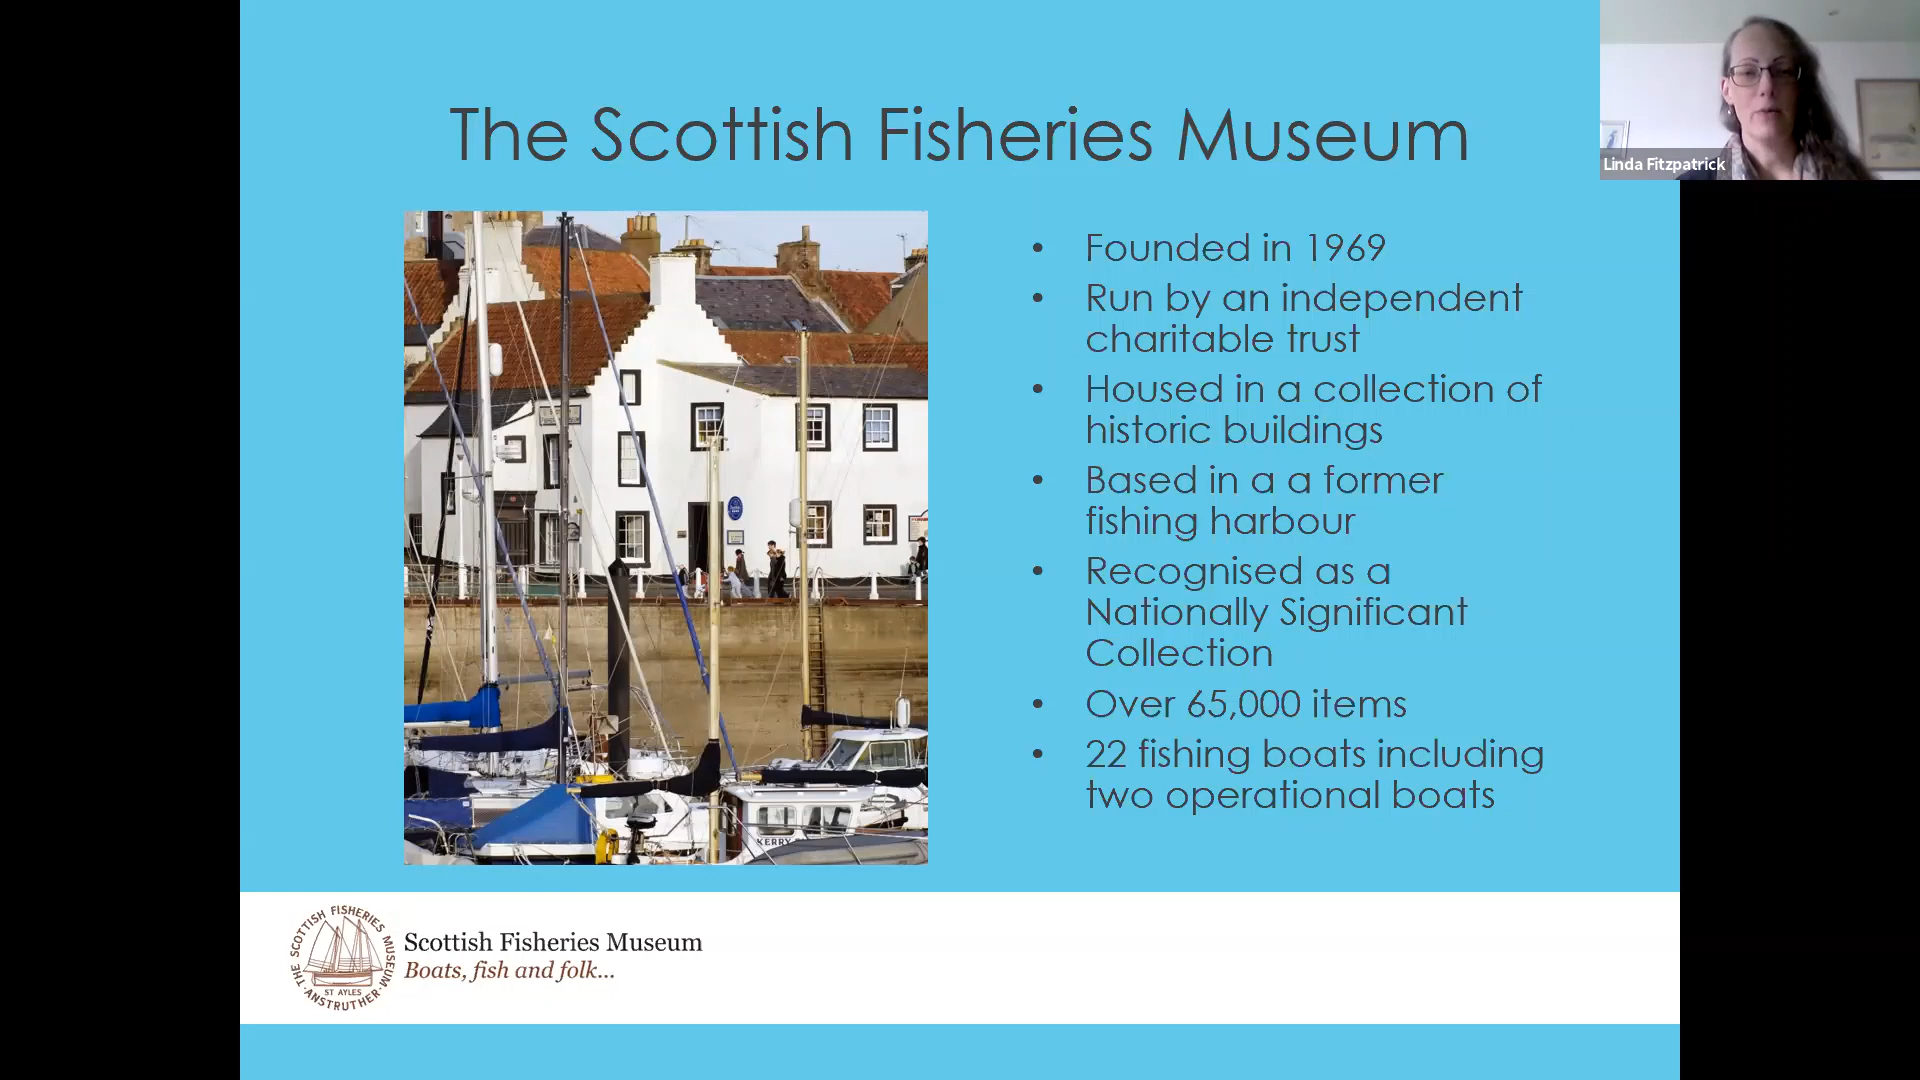 The Scottish Fisheries Museum
Linda Fitzpatrick
• Founded in 1969
• Run by an independent
charitable trust
• Housed in a collection of
historic buildings
• Based in a a former
fishing harbour
• Recognised as a
Nationally Significant
Collection
• Over 65,000 items
• 22 fishing boats including
two operational boats
KERRY
THE SCOTTISH FISHERIES MUSEUM
ST AYLES
ANSTRUTHER
Scottish Fisheries Museum
Boats, fish and folk...